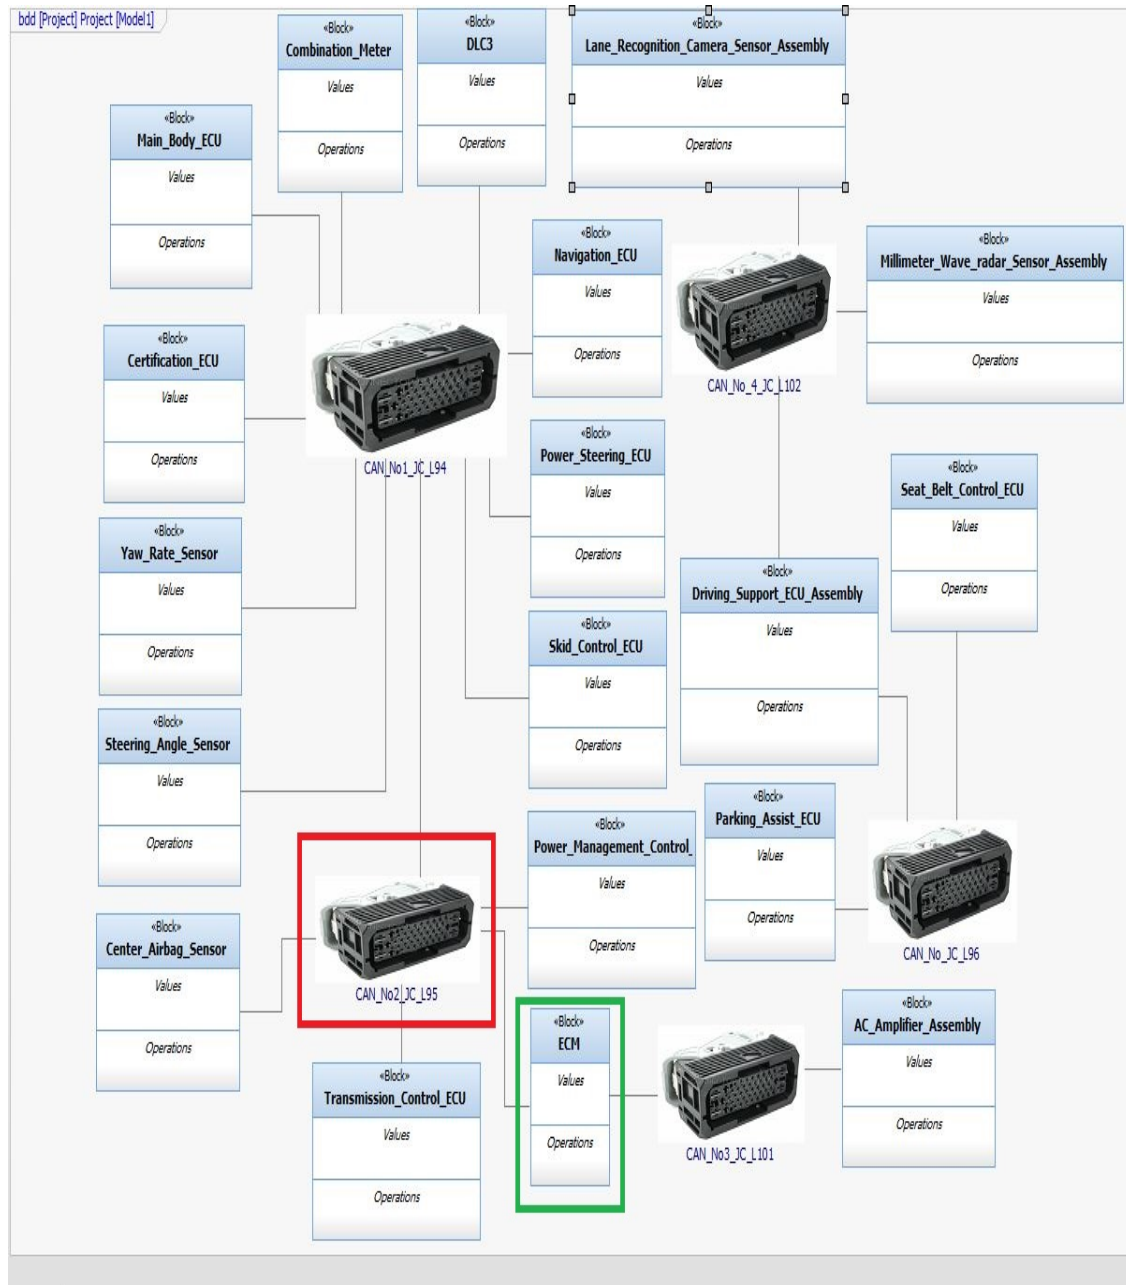 bdd [Project] Project [Model1]
«Block»
Combination_Meter
Values
Operations
«Block»
DLC3
Values
Operations
«Block»
Lane_Recognition_Camera_Sensor_Assembly
Values
Operations
«Block»
Main_Body_ECU
Values
Operations
«Block»
Navigation_ECU
Values
Operations
CAN_No_4_JC_L102
«Block»
Millimeter_Wave_radar_Sensor_Assembly
Values
Operations
«Block»
Certification_ECU
Values
Operations
CAN_No1_JC_L94
«Block»
Power_Steering_ECU
Values
Operations
«Block»
Seat_Belt_Control_ECU
Values
Operations
«Block»
Yaw_Rate_Sensor
Values
Operations
«Block»
Driving_Support_ECU_Assembly
Values
Operations
«Block»
Skid_Control_ECU
Values
Operations
«Block»
Steering_Angle_Sensor
Values
Operations
«Block»
Power_Management_Control_
Values
Operations
«Block»
Parking_Assist_ECU
Values
Operations
CAN_No_JC_L96
«Block»
Center_Airbag_Sensor
Values
Operations
CAN_No2_JC_L95
«Block»
ECM
Values
Operations
CAN_No3_JC_L101
«Block»
AC_Amplifier_Assembly
Values
Operations
«Block»
Transmission_Control_ECU
Values
Operations